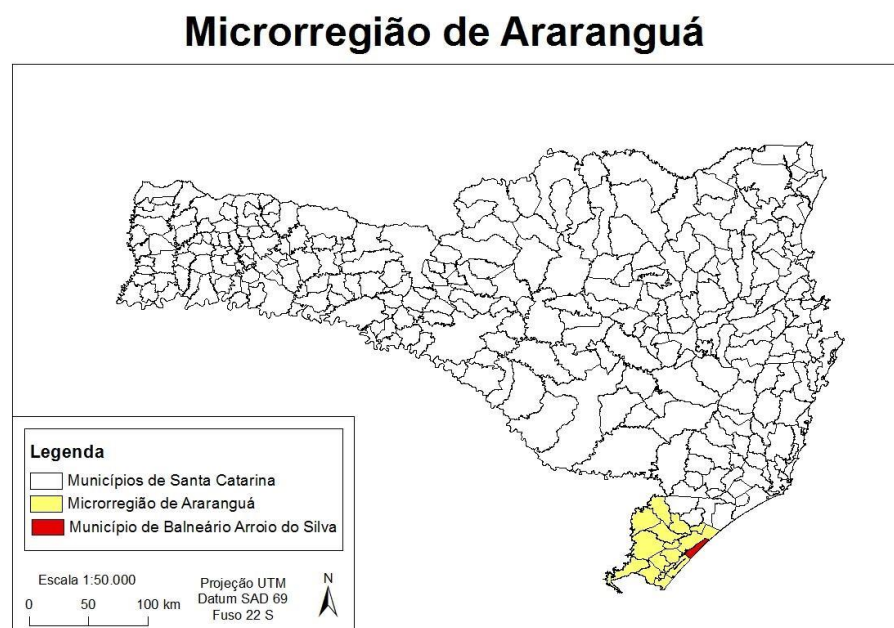 Microrregião de Araranguá
Legenda
Municípios de Santa Catarina
Microrregião de Araranguá
Município de Balneário Arroio do Silva
Escala 1:50.000
0 50 100 km
Projeção UTM
Datum SAD 69
Fuso 22 S
N